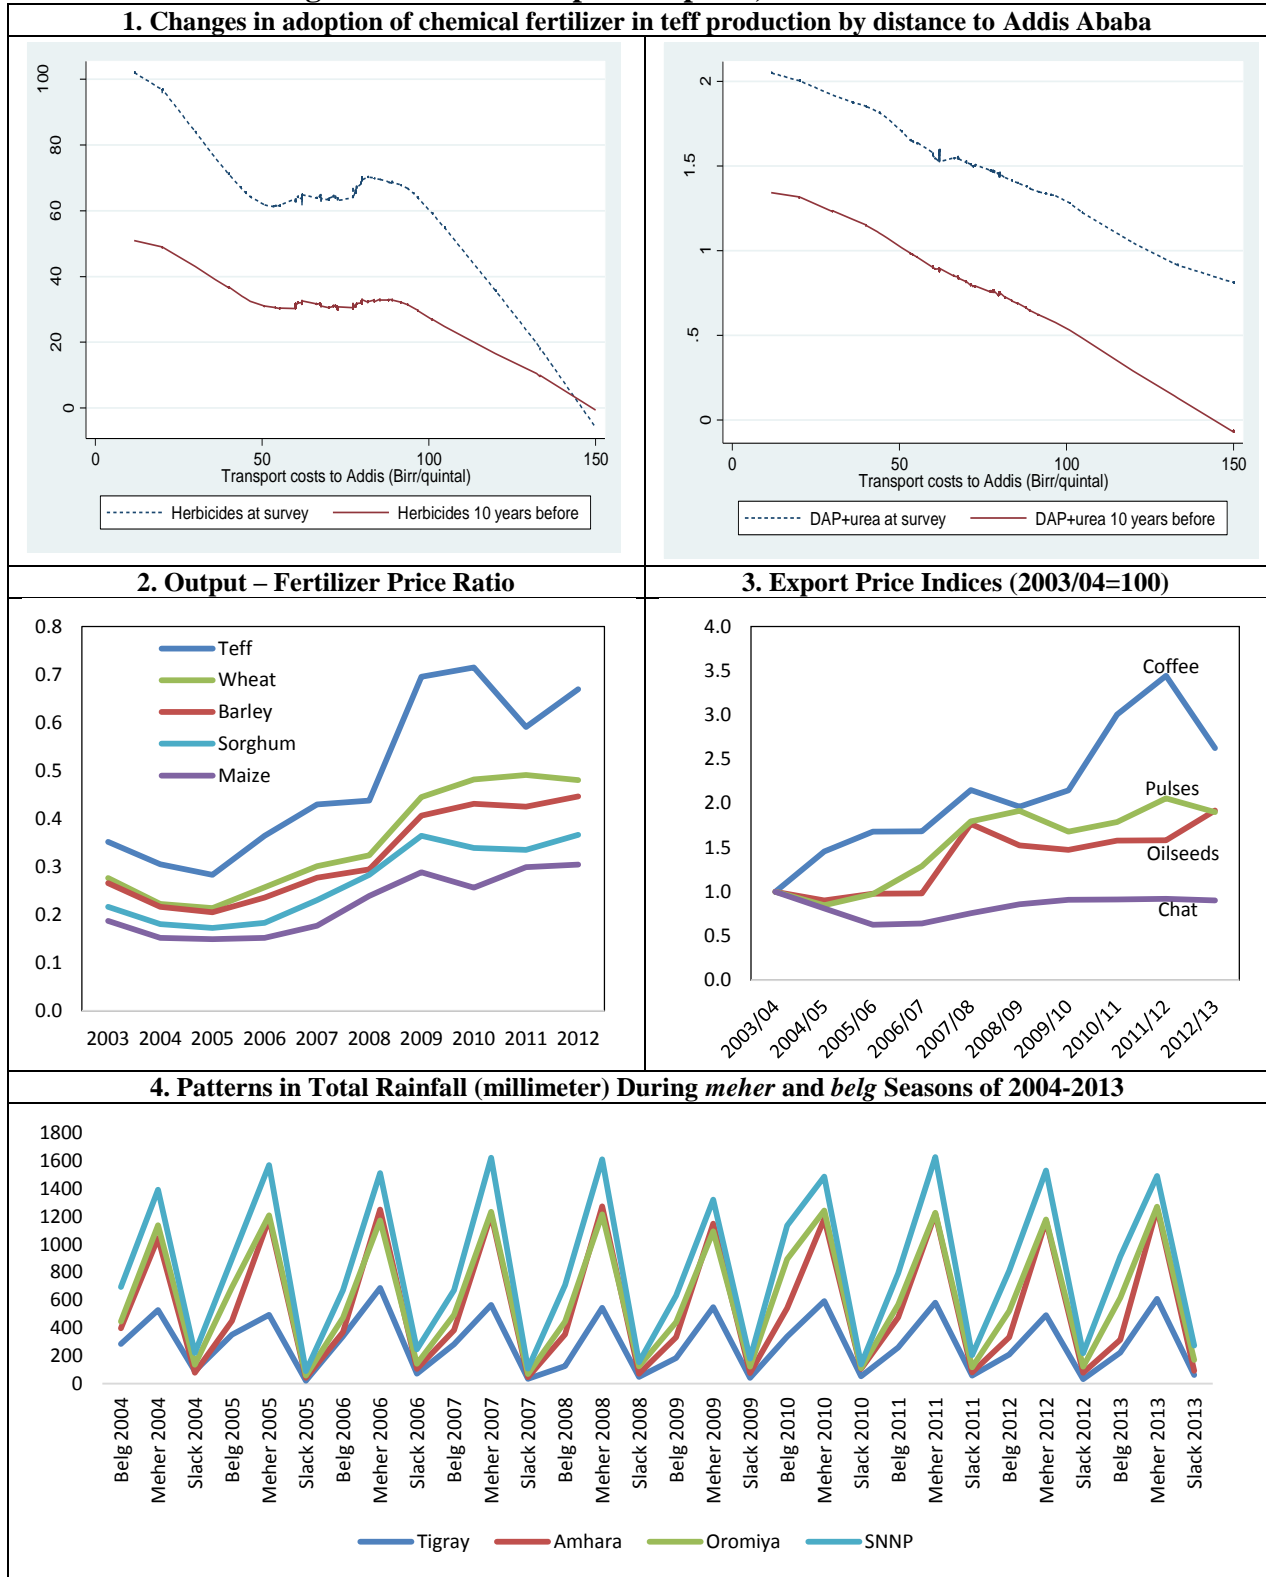 1. Changes in adoption of chemical fertilizer in teff production by distance to Addis Ababa
100
80
60
40
20
0
0 50 100 150
Transport costs to Addis (Birr/quintal)
Herbicides at survey Herbicides 10 years before
2
1.5
1
.5
0
0 50 100 150
Transport costs to Addis (Birr/quintal)
DAP+urea at survey DAP+urea 10 years before
2. Output – Fertilizer Price Ratio
0.8
0.7
0.6
0.5
0.4
0.3
0.2
0.1
0.0
Teff
Wheat
Barley
Sorghum
Maize
2003 2004 2005 2006 2007 2008 2009 2010 2011 2012
3. Export Price Indices (2003/04=100)
4.0
3.5
3.0
2.5
2.0
1.5
1.0
0.5
0.0
Coffee
Pulses
Oilseeds
Chat
2003/04 2004/05 2005/06 2006/07 2007/08 2008/09 2009/10 2010/11 2011/12 2012/13
4. Patterns in Total Rainfall (millimeter) During meher and belg Seasons of 2004-2013
1800
1600
1400
1200
1000
800
600
400
200
0
Belg 2004
Meher 2004
Slack 2004
Belg 2005
Meher 2005
Slack 2005
Belg 2006
Meher 2006
Slack 2006
Belg 2007
Meher 2007
Slack 2007
Belg 2008
Meher 2008
Slack 2008
Belg 2009
Meher 2009
Slack 2009
Belg 2010
Meher 2010
Slack 2010
Belg 2011
Meher 2011
Slack 2011
Belg 2012
Meher 2012
Slack 2012
Belg 2013
Meher 2013
Slack 2013
Tigray Amhara Oromiya SNNP